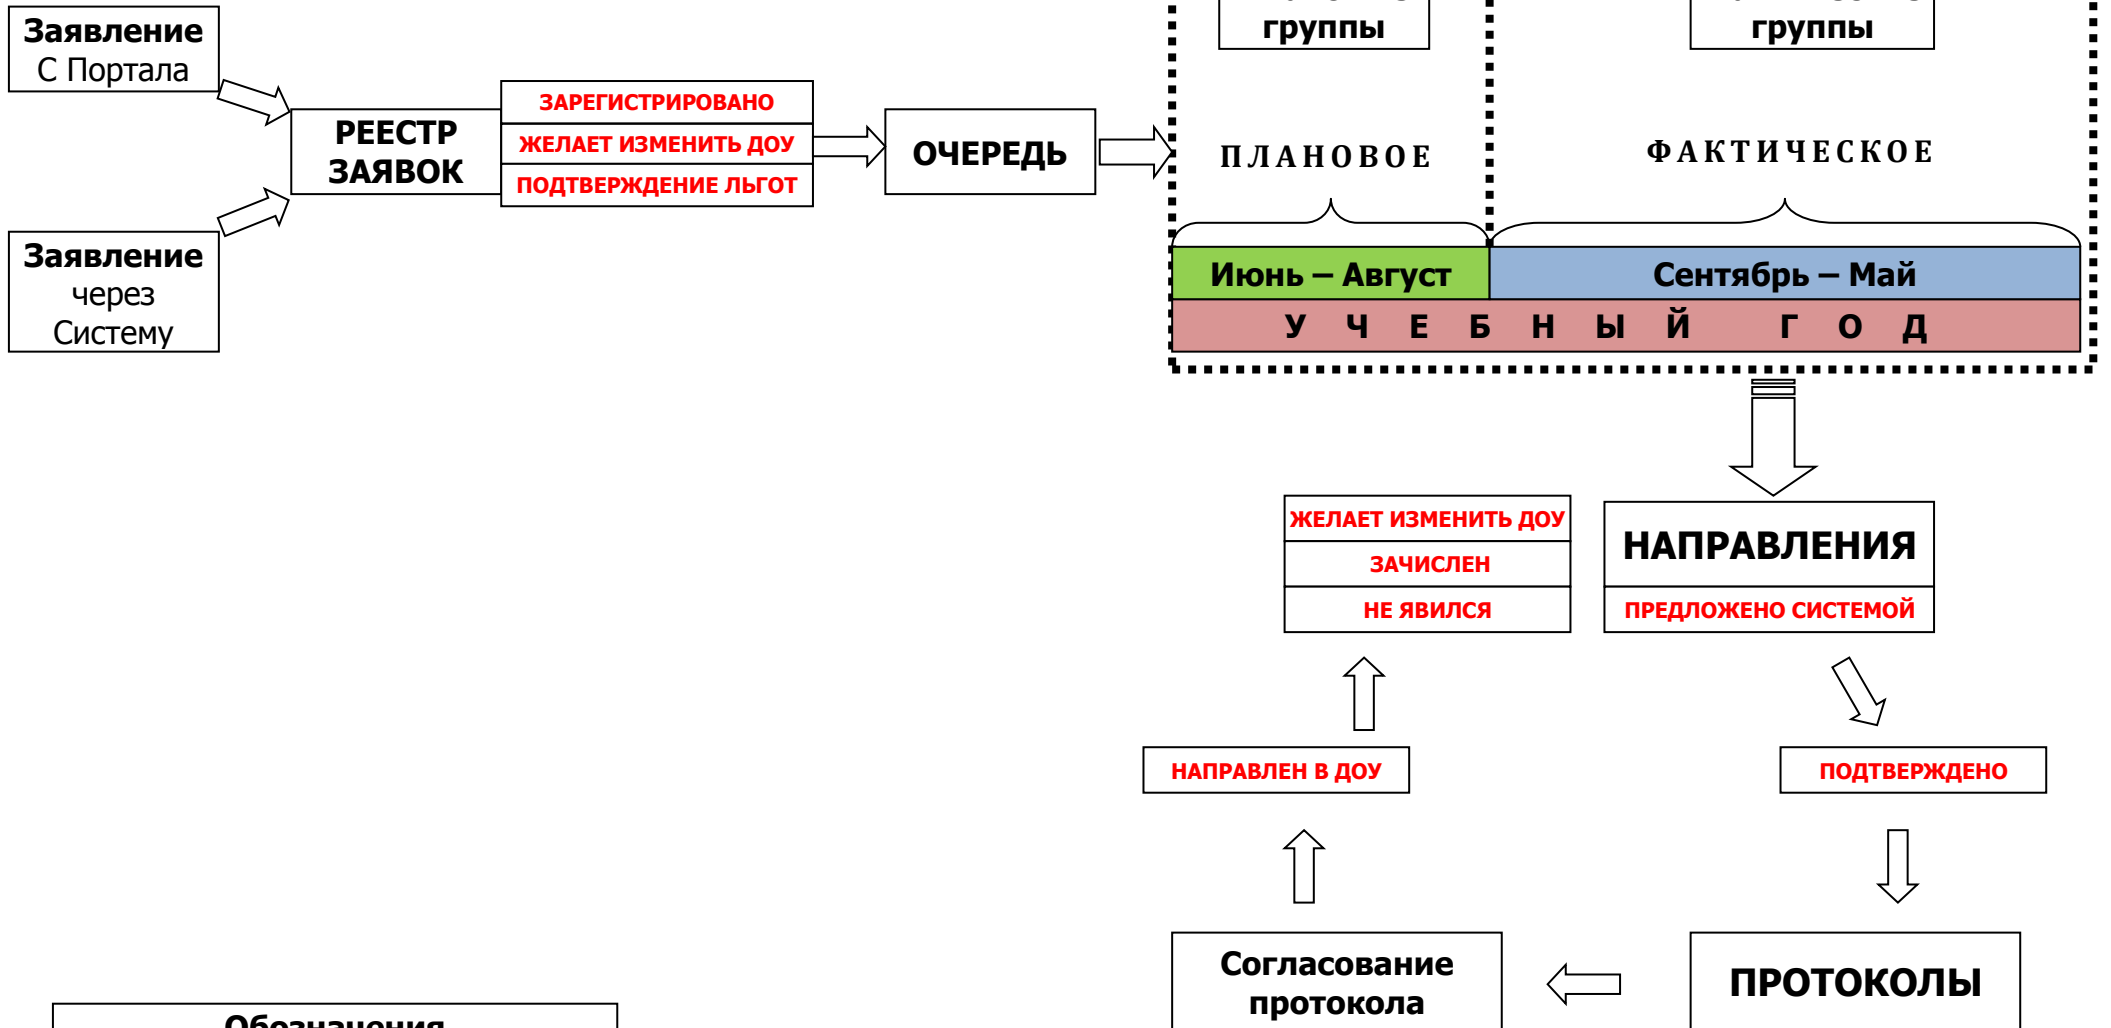 Заявление
С Портала
группы
группы
РЕЕСТР
ЗАЯВОК
ЗАРЕГИСТРИРОВАНО
ЖЕЛАЕТ ИЗМЕНИТЬ ДОУ
ПОДТВЕРЖДЕНИЕ ЛЬГОТ
ОЧЕРЕДЬ
ПЛАНОВОЕ
ФАКТИЧЕСКОЕ
Заявление
через
Систему
Июнь – Август
Сентябрь – Май
У Ч Е Б Н Ы Й Г О Д
ЖЕЛАЕТ ИЗМЕНИТЬ ДОУ
ЗАЧИСЛЕН
НЕ ЯВИЛСЯ
НАПРАВЛЕНИЯ
ПРЕДЛОЖЕНО СИСТЕМОЙ
НАПРАВЛЕН В ДОУ
ПОДТВЕРЖДЕНО
Согласование
протокола
ПРОТОКОЛЫ
Обозначения